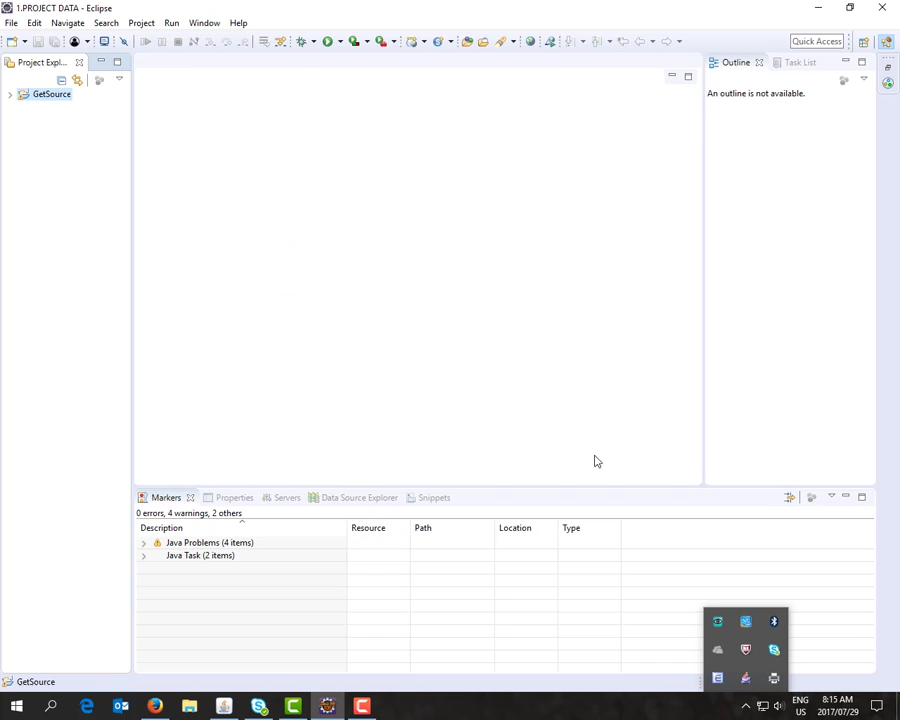 1.PROJECT DATA - Eclipse
File Edit Navigate Search Project Run Window Help
Quick Access
Project Expl...
GetSource
Outline Task List
An outline is not available.
Markers Properties Servers Data Source Explorer Snippets
0 errors, 4 warnings, 2 others
Description Resource Path Location Type
Java Problems (4 items)
Java Task (2 items)
GetSource
ENG 8:15 AM
US 2017/07/29